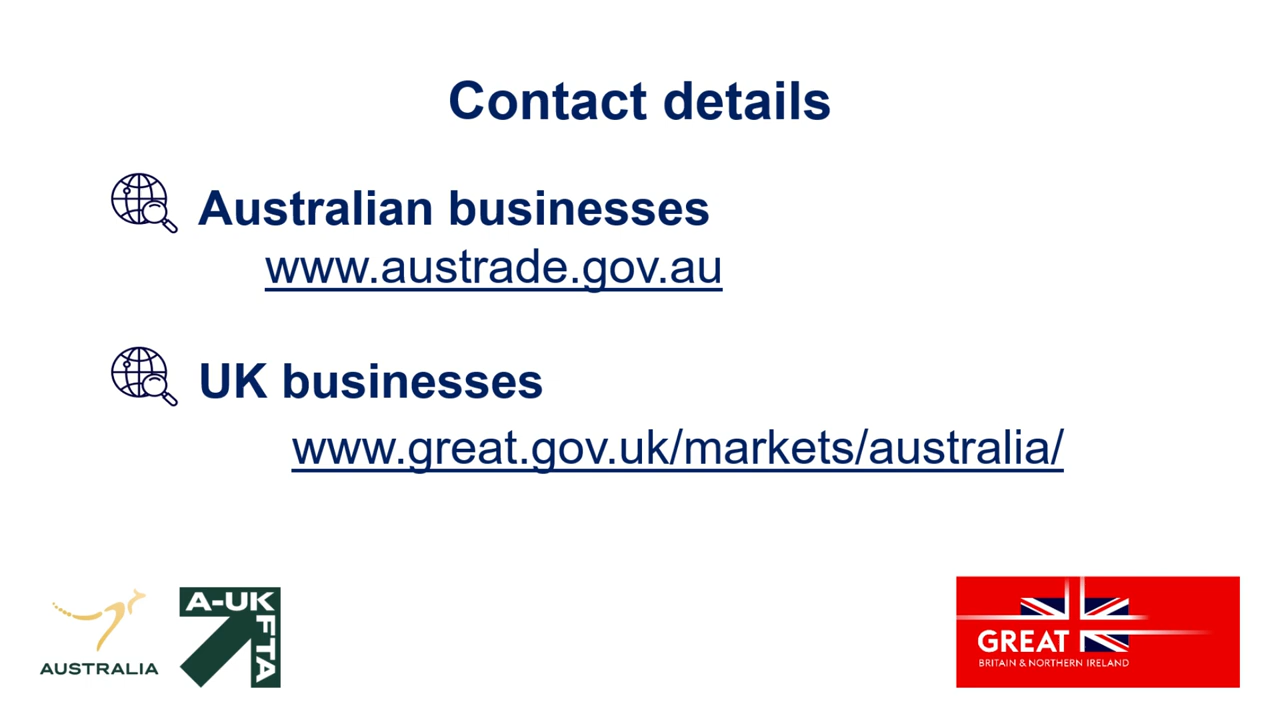 Contact details
Australian businesses
www.austrade.gov.au
UK businesses
www.great.gov.uk/markets/australia/
AUSTRALIA
A-UK
FTA
GREAT
BRITAIN & NORTHERN IRELAND